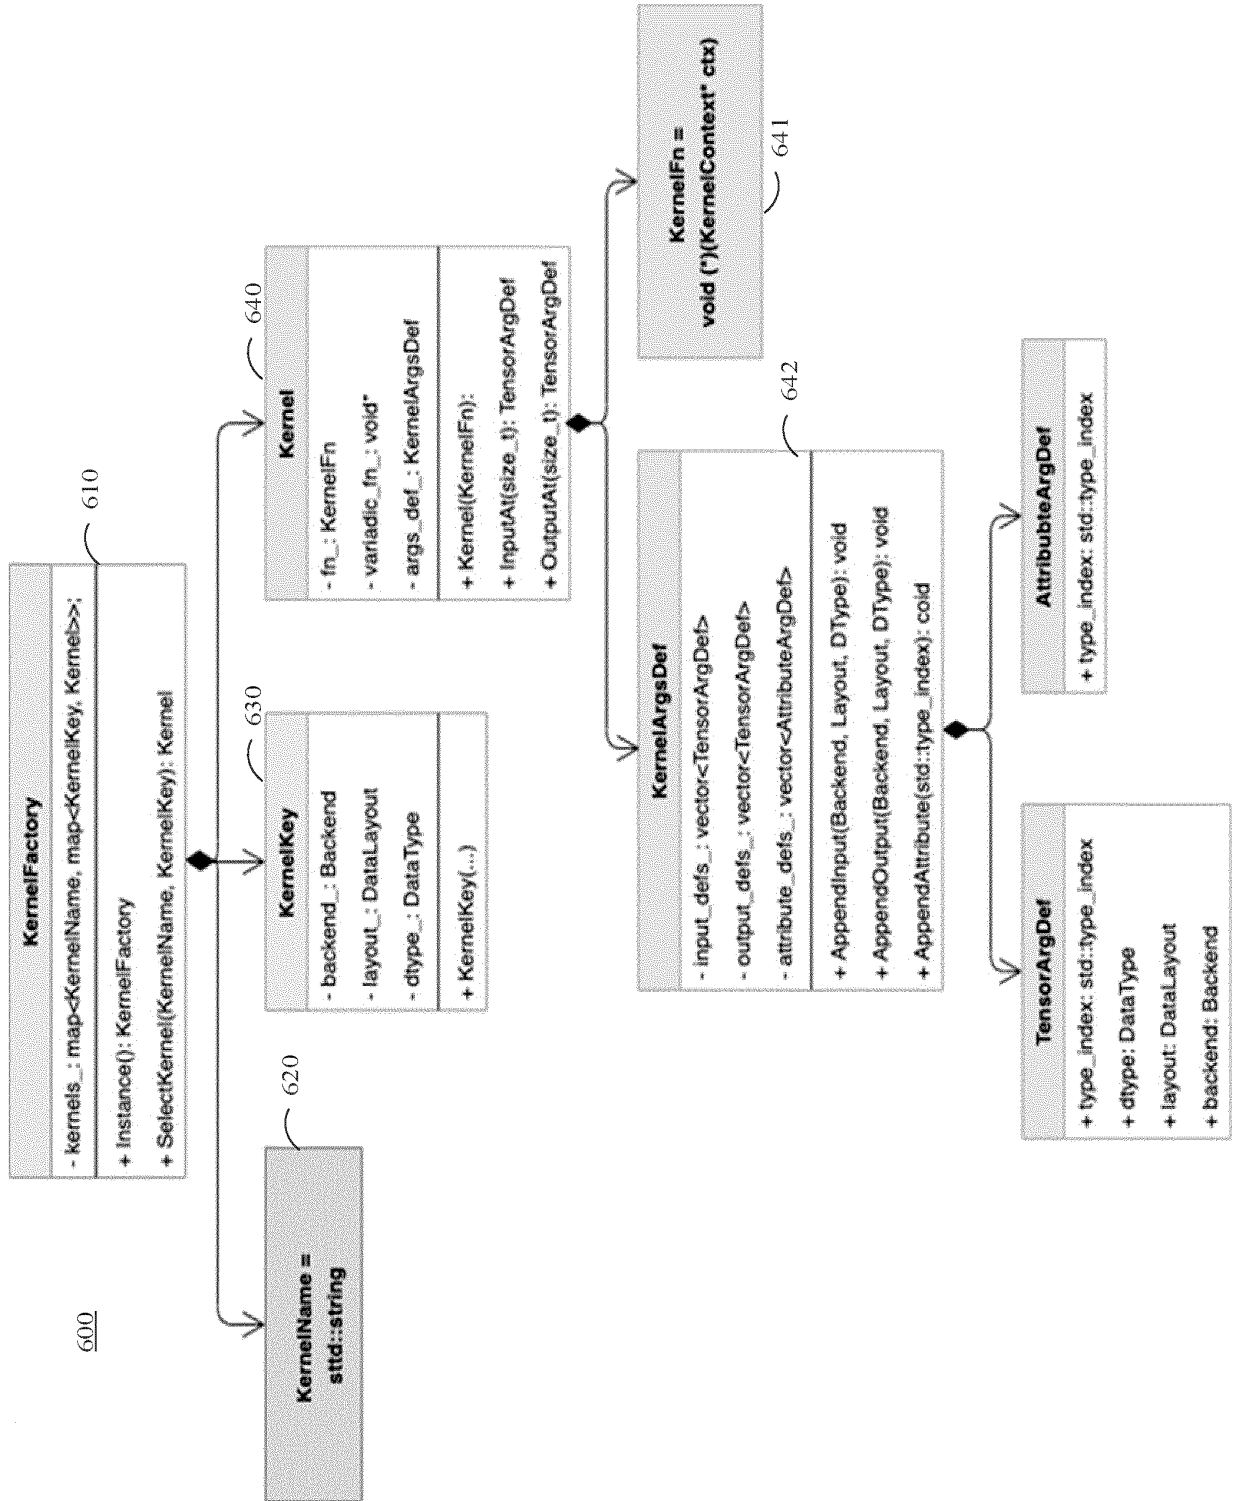 600
KernelFactory
- kernels_: map<KernelName, map<KernelKey, Kernel>>;
+ Instance(): KernelFactory
+ SelectKernel(KernelName, KernelKey): Kernel
610
KernelName =
sttd::string
620
KernelKey
- backend_: Backend
- layout_: DataLayout
- dtype_: DataType
+ KernelKey(...)
630
Kernel
- fn_: KernelFn
- variadic_fn_: void*
- args_def_: KernelArgsDef
+ Kernel(KernelFn):
+ InputAt(size_t): TensorArgDef
+ OutputAt(size_t): TensorArgDef
640
KernelArgsDef
- input_defs_: vector<TensorArgDef>
- output_defs_: vector<TensorArgDef>
- attribute_defs_: vector<AttributeArgDef>
+ AppendInput(Backend, Layout, DType): void
+ AppendOutput(Backend, Layout, DType): void
+ AppendAttribute(std::type_index): coid
642
KernelFn =
void (*)(KernelContext* ctx)
641
TensorArgDef
+ type_index: std::type_index
+ dtype: DataType
+ layout: DataLayout
+ backend: Backend
AttribubteArgDef
+ type_index: std::type_index